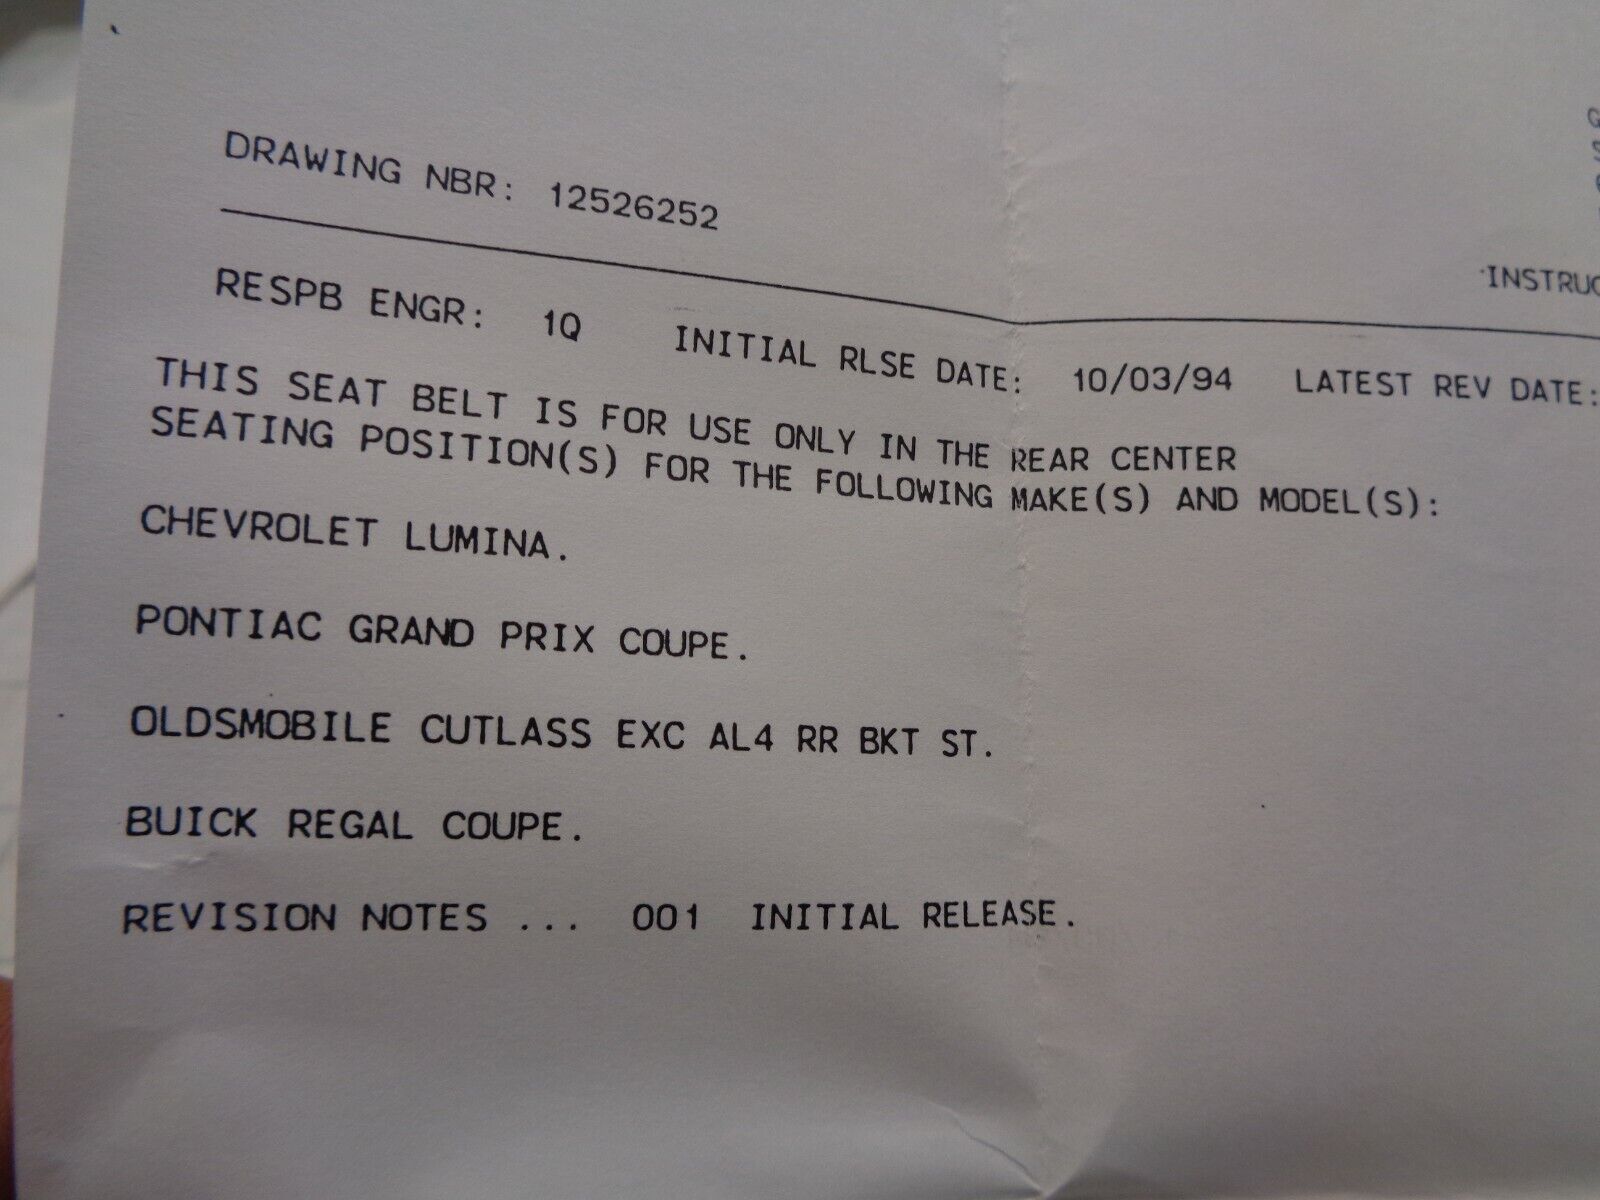 DRAWING NBR: 12526252
INSTRUC
RESPB ENGR: 1Q INITIAL RLSE DATE: 10/03/94 LATEST REV DATE:
THIS SEAT BELT IS FOR USE ONLY IN THE REAR CENTER
SEATING POSITION(S) FOR THE FOLLOWING MAKE(S) AND MODEL(S):
CHEVROLET LUMINA.
PONTIAC GRAND PRIX COUPE.
OLDSMOBILE CUTLASS EXC AL4 RR BKT ST.
BUICK REGAL COUPE.
REVISION NOTES ... 001 INITIAL RELEASE.